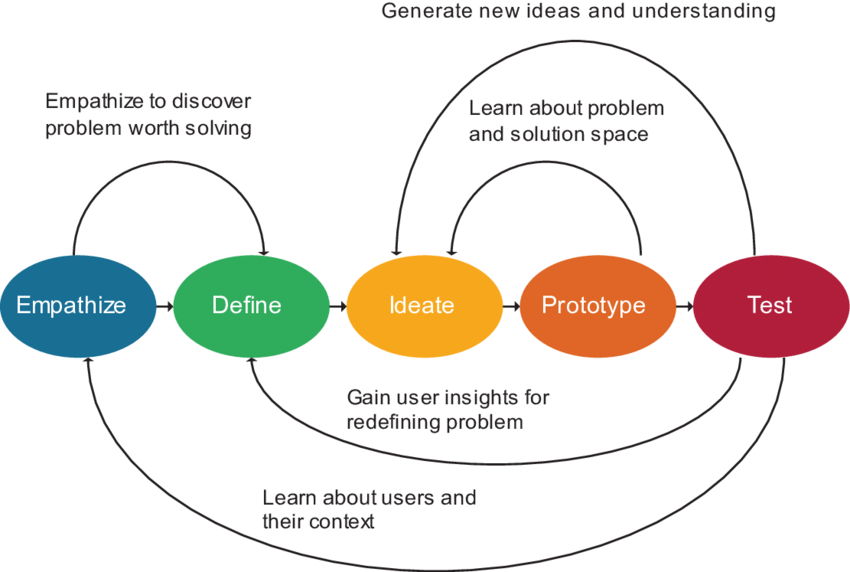 Generate new ideas and understanding
Empathize to discover
problem worth solving
Learn about problem
and solution space
Empathize
Define
Ideate
Prototype
Test
Gain user insights for
redefining problem
Learn about users and
their context